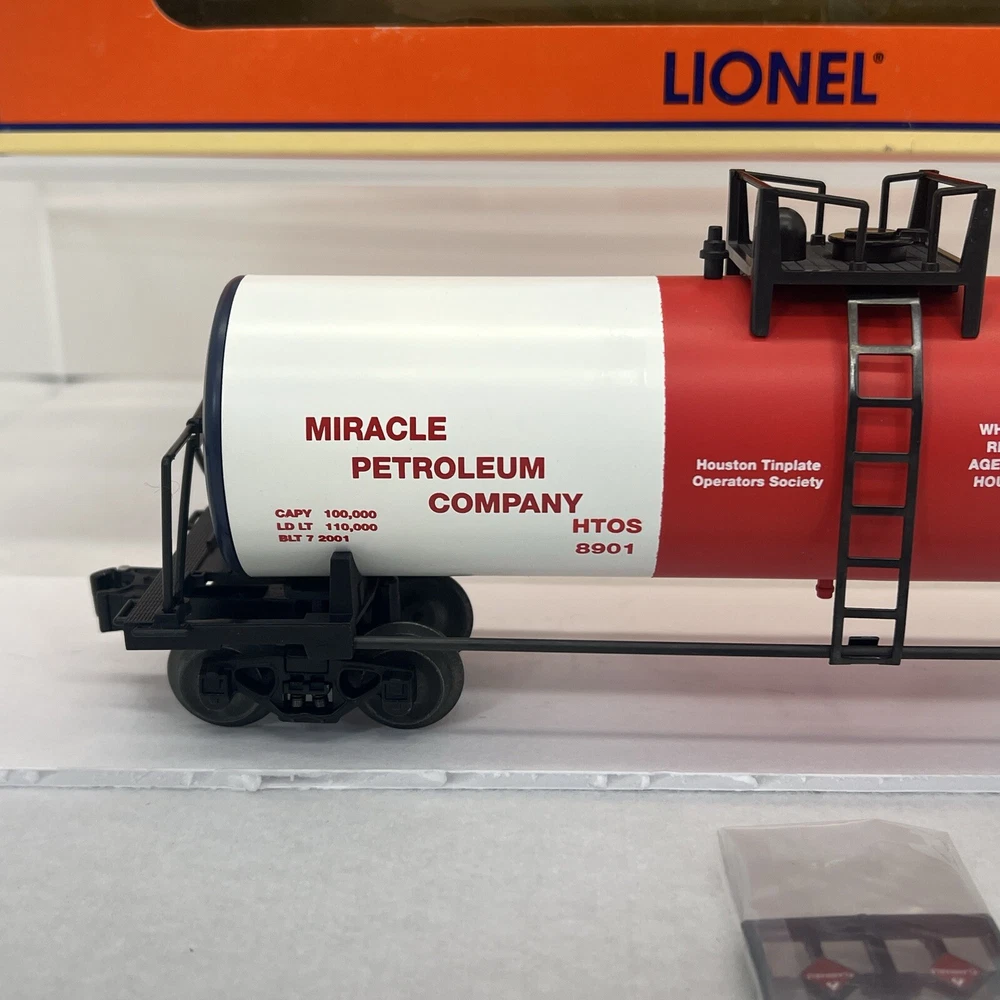 LIONEL®
MIRACLE
PETROLEUM
COMPANY
CAPY 100,000
LD LT 110,000
BLT 7 2001
HTOS
8901
Houston Tinplate
Operators Society